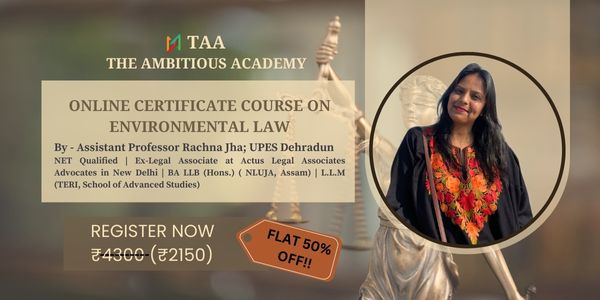 TAA
THE AMBITIOUS ACADEMY
ONLINE CERTIFICATE COURSE ON
ENVIRONMENTAL LAW
By - Assistant Professor Rachna Jha; UPES Dehradun
NET Qualified | Ex-Legal Associate at Actus Legal Associates
Advocates in New Delhi | BA LLB (Hons.) ( NLUJA, Assam) | L.L.M
(TERI, School of Advanced Studies)
REGISTER NOW
₹4300 (₹2150)
FLAT 50%
OFF!!